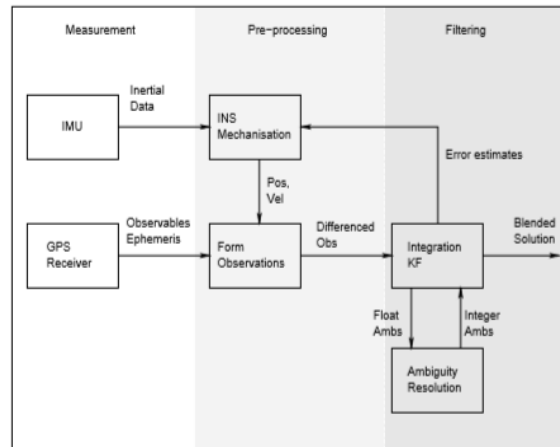 Measurement
Pre-processing
Filtering
Inertial
Data
IMU
INS
Mechanisation
Error estimates
Pos,
Vel
Observables
Ephemeris
Differenced
Obs
Blended
Solution
GPS
Receiver
Form
Observations
Integration
KF
Float
Ambs
Integer
Ambs
Ambiguity
Resolution